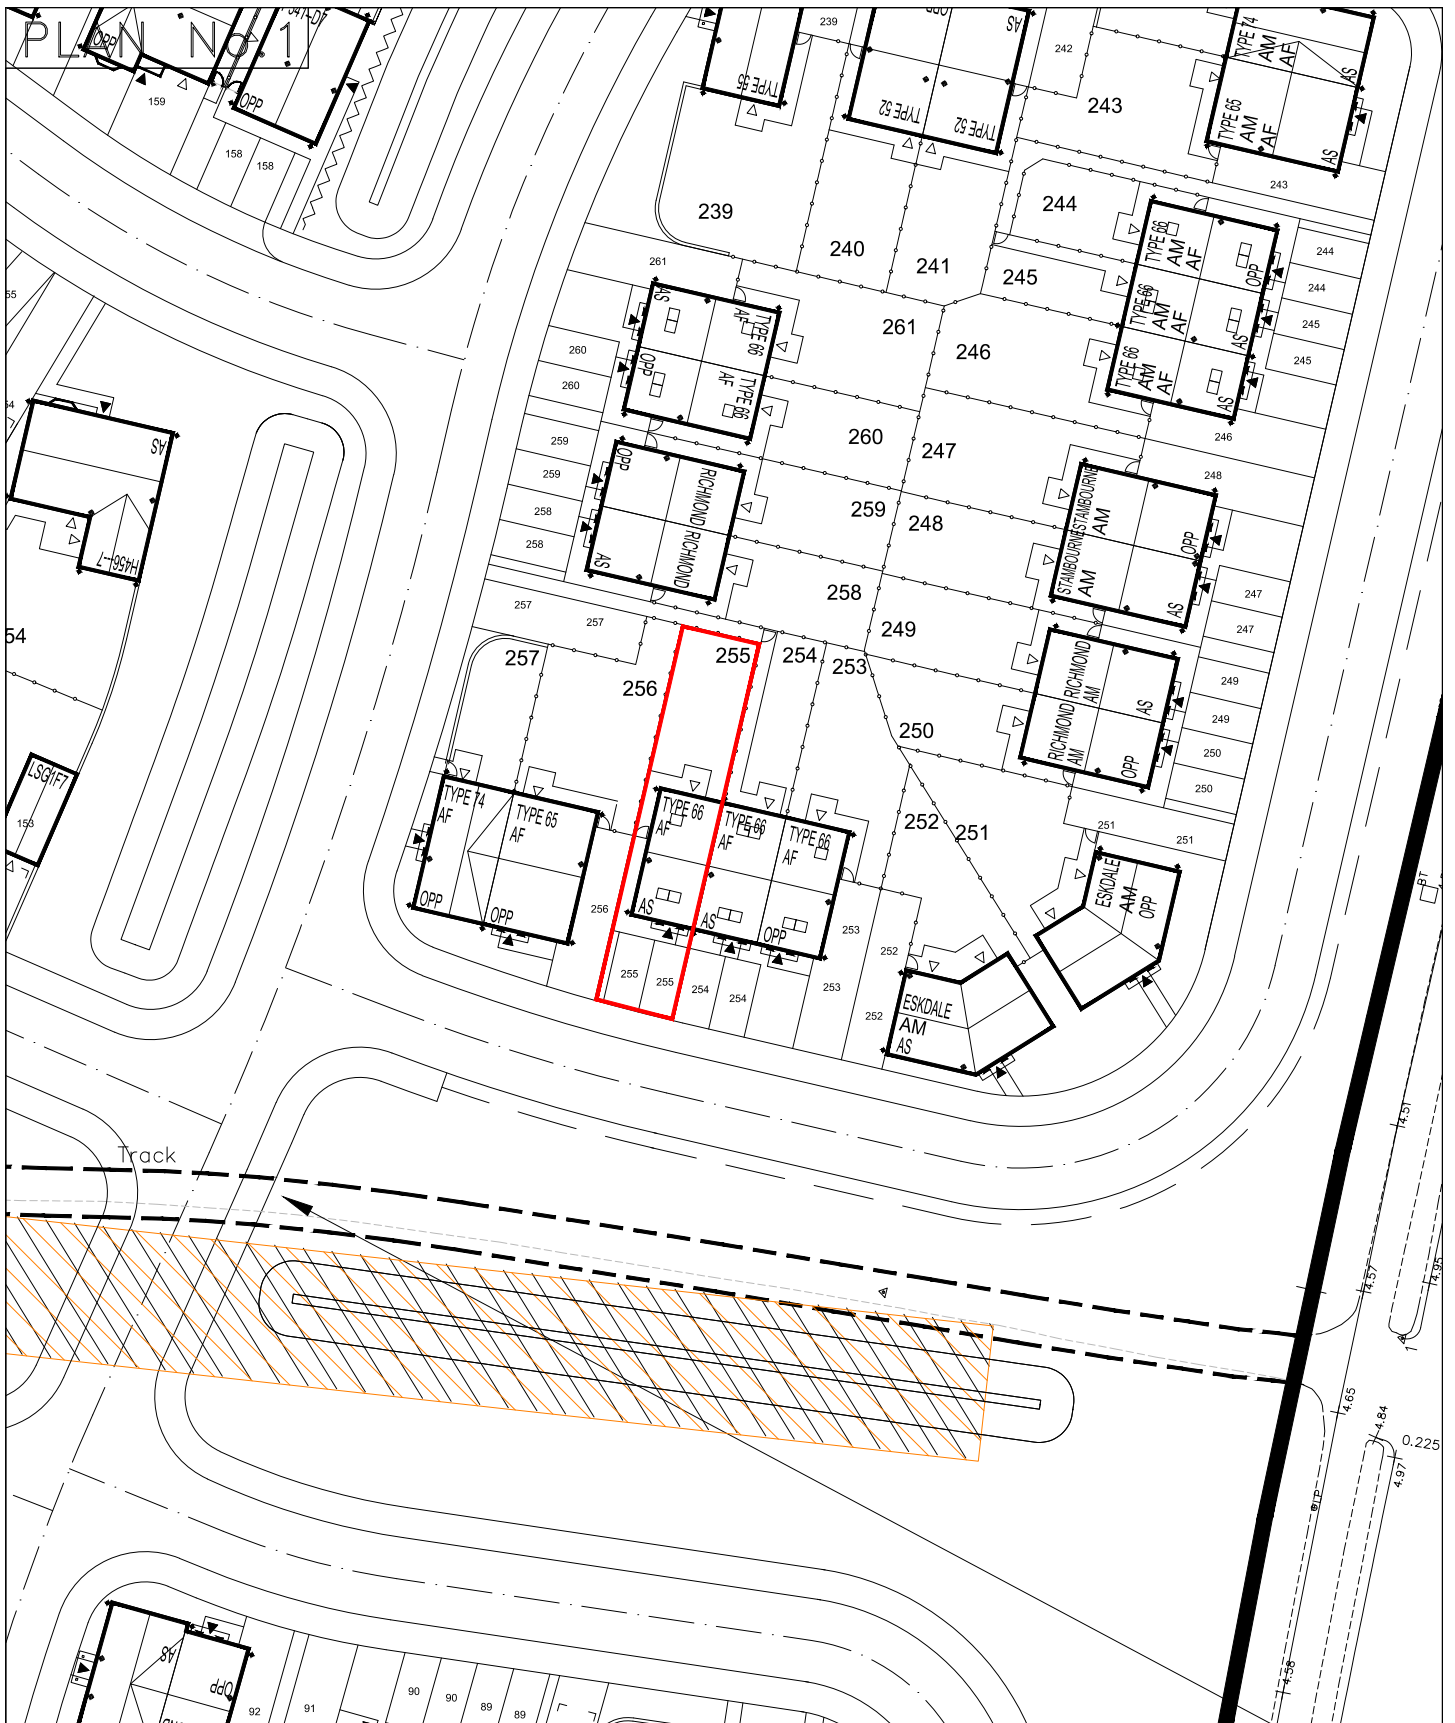 PLAN No 1
OPP
159
OPP
158
158
TYPE 55
239
OPP
AS
TYPE 52
TYPE 52
242
243
TYPE 74
AM
AF
AS
TYPE 65
AM
AF
AS
243
239
240
241
244
245
TYPE 66
AM
AF
OPP
244
244
TYPE 66
AM
AF
AS
245
245
TYPE 66
AM
AF
AS
246
261
AS
AF
TYPE 66
OPP
AF
TYPE 66
260
260
261
246
260
247
259
259
258
258
OPP
RICHMOND
AS
RICHMOND
259
248
258
249
248
STAMBOURNE
AM
OPP
STAMBOURNE
AM
AS
247
247
RICHMOND
AM
AS
RICHMOND
AM
OPP
249
249
250
250
AS
H456--7
54
257
257
257
256
255
254
253
250
252
251
251
251
LSG1F7
153
TYPE 74
AF
OPP
TYPE 65
AF
OPP
TYPE 66
AF
AS
TYPE 66
AF
AS
TYPE 66
AF
OPP
256
255
255
254
254
253
253
252
252
ESKDALE
AM
AS
ESKDALE
AM
OPP
BT
Track
4.51
4.57
4.95
1
4.65
4.84
0.225
4.97
LP
4.58
AS
OPP
92
91
90
90
89
89